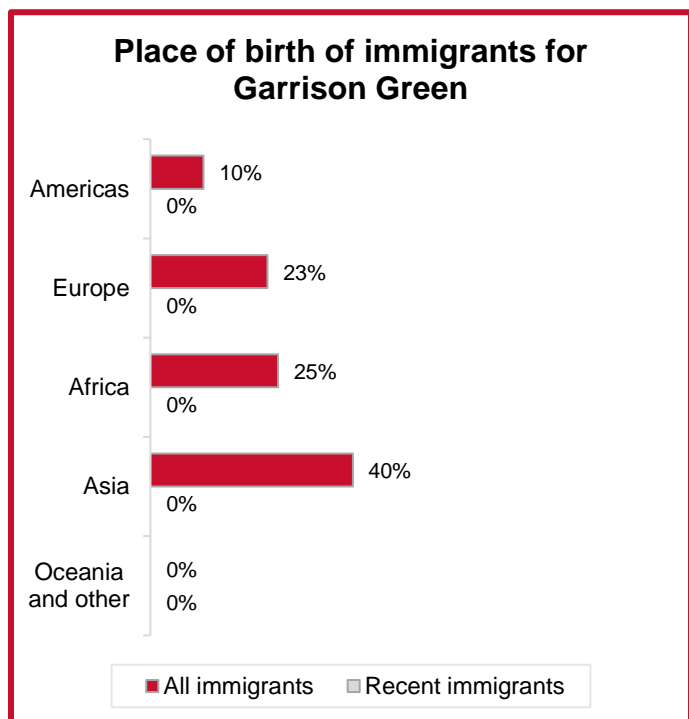 Place of birth of immigrants for
Garrison Green
Americas
10%
0%
Europe
23%
0%
Africa
25%
0%
Asia
40%
0%
Oceania
and other
0%
0%
All immigrants
Recent immigrants